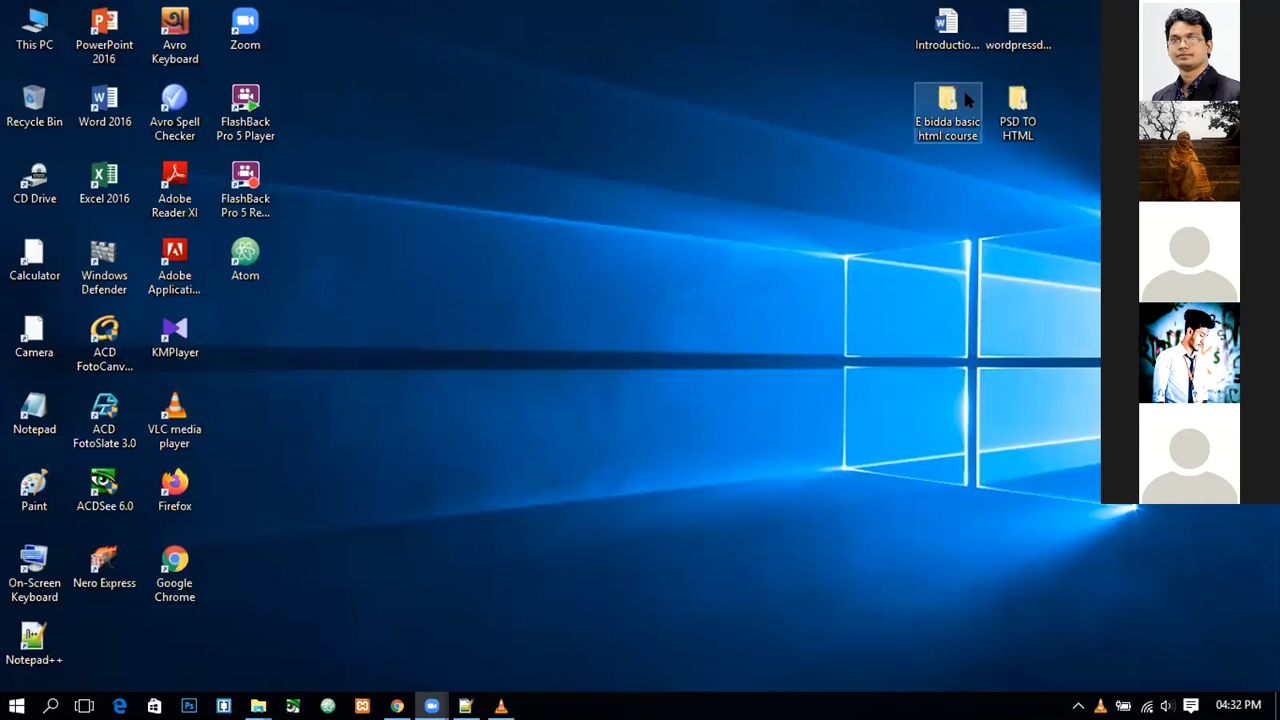 This PC
PowerPoint
2016
Avro
Keyboard
Zoom
Introductio...
wordpressd...
Recycle Bin
Word 2016
Avro Spell
Checker
FlashBack
Pro 5 Player
E bidda basic
html course
PSD TO
HTML
CD Drive
Excel 2016
Adobe
Reader XI
FlashBack
Pro 5 Re...
Calculator
Windows
Defender
Adobe
Applicati...
Atom
Camera
ACD
FotoCanv...
KMPlayer
Notepad
ACD
FotoSlate 3.0
VLC media
player
Paint
ACDSee 6.0
Firefox
On-Screen
Keyboard
Nero Express
Google
Chrome
Notepad++
04:32 PM